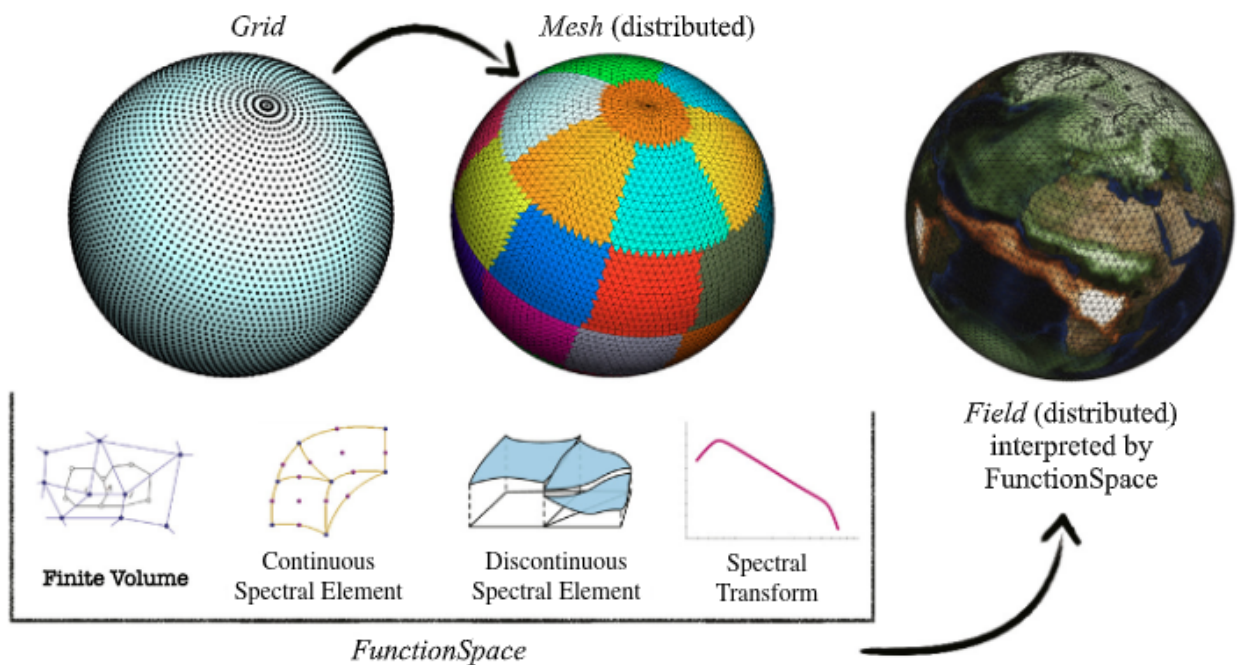 Grid
Mesh (distributed)
Field (distributed)
interpreted by
FunctionSpace
Finite Volume
Continuous
Spectral Element
Discontinuous
Spectral Element
Spectral
Transform
FunctionSpace